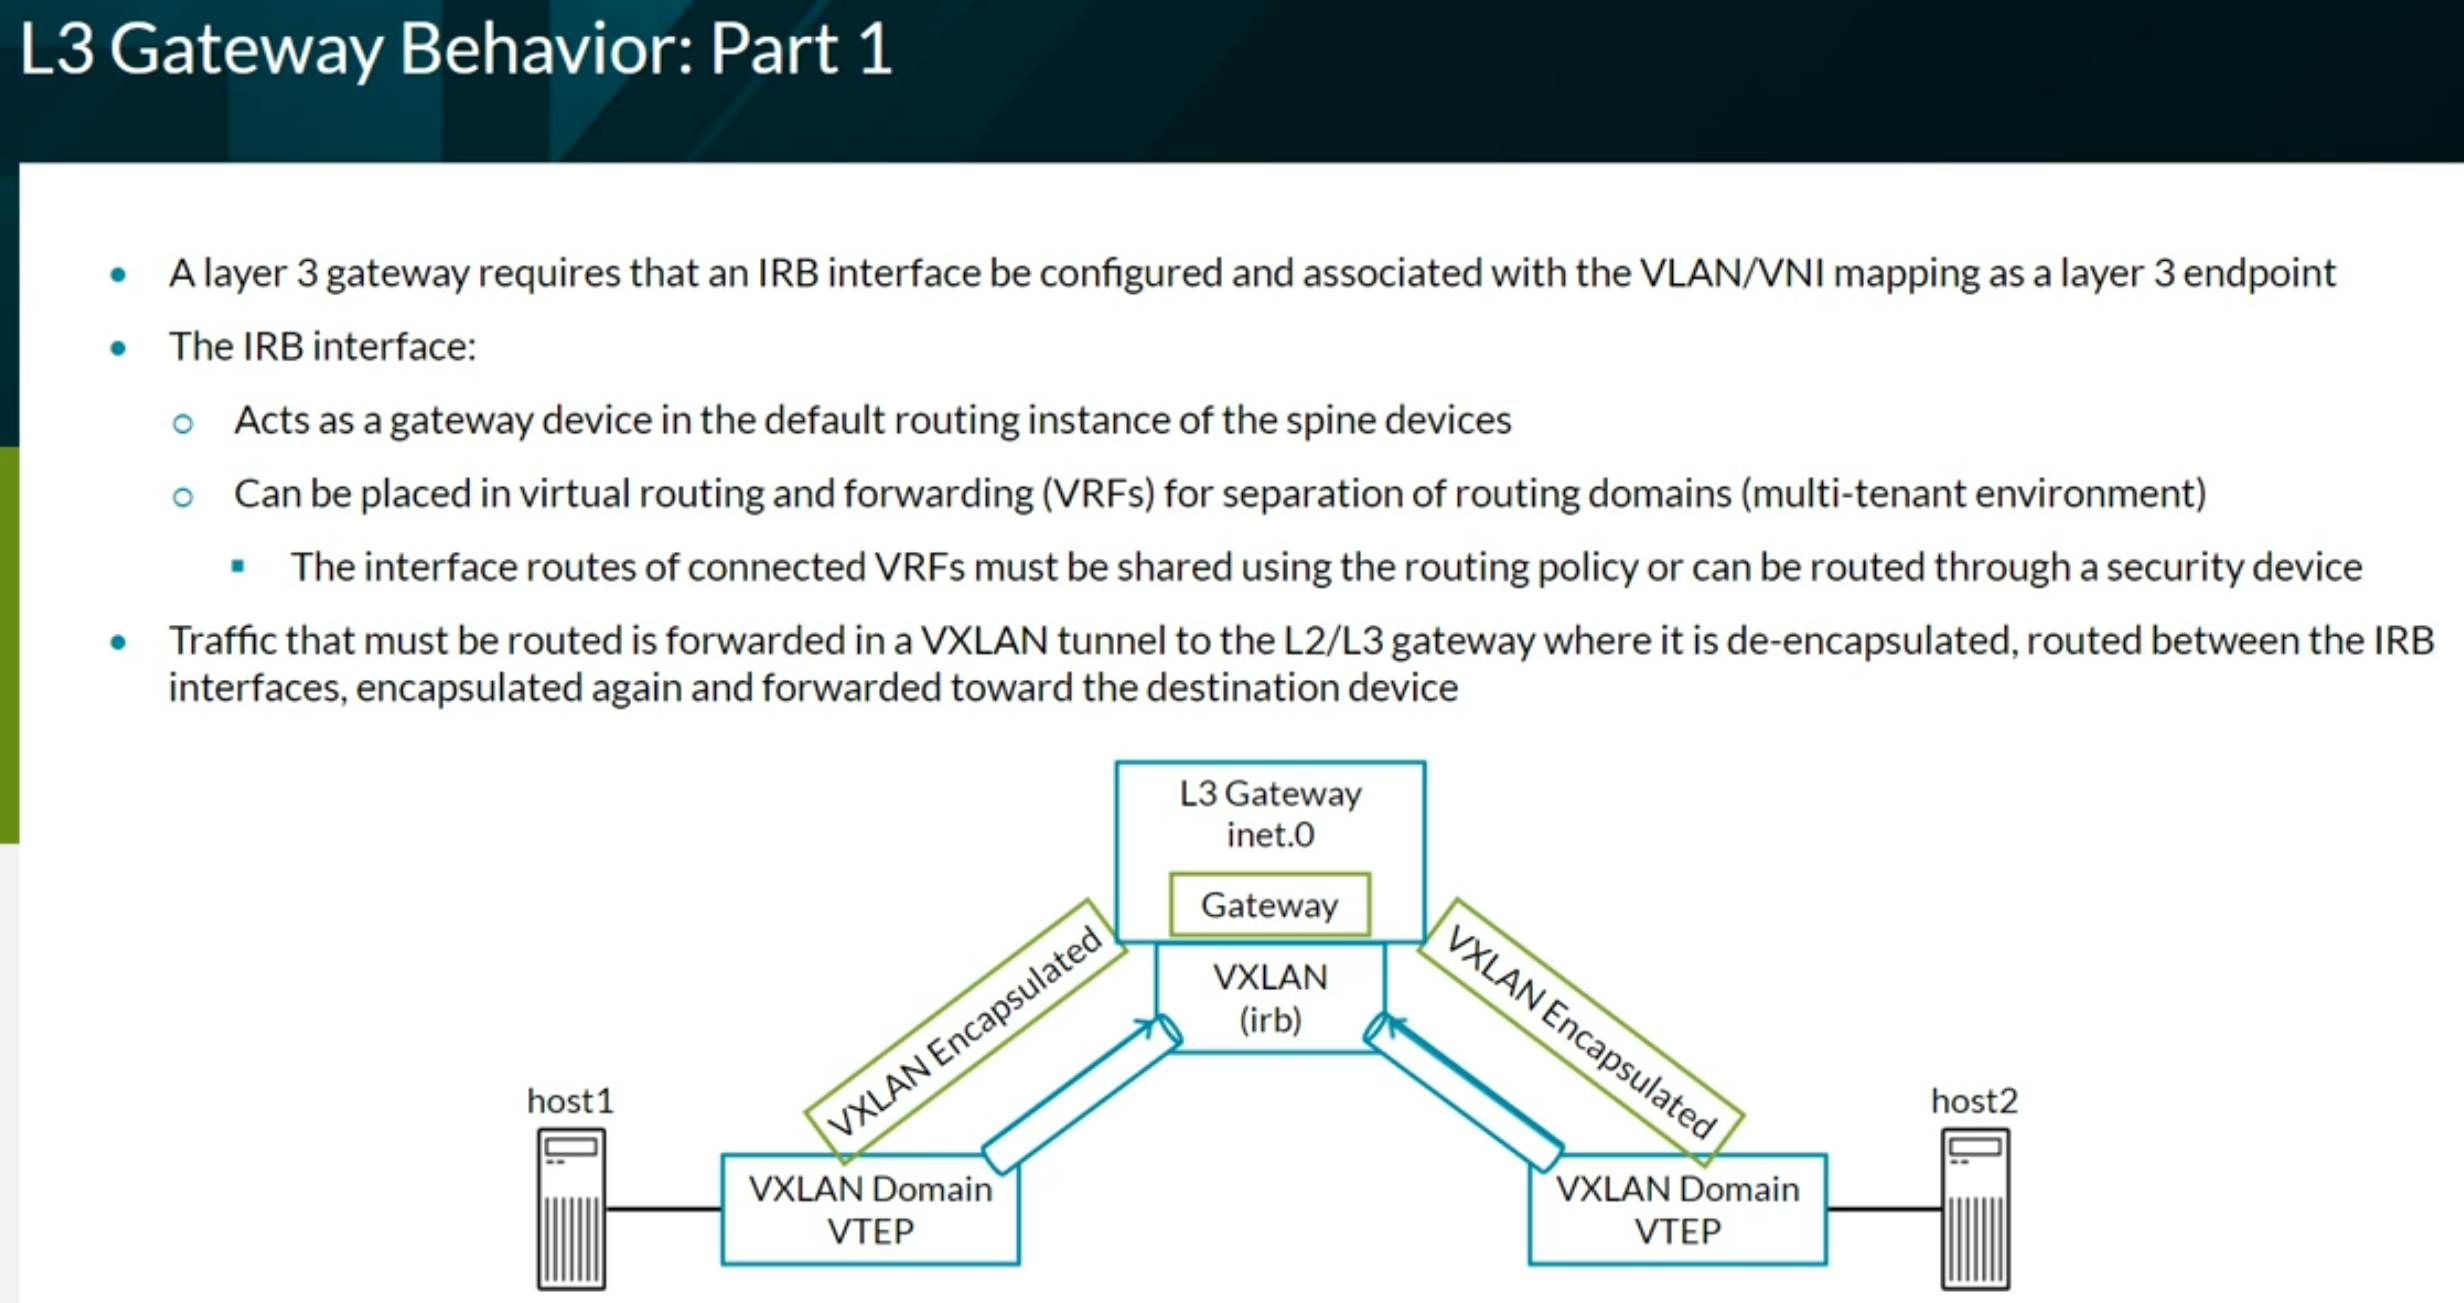 L3 Gateway Behavior: Part 1
A layer 3 gateway requires that an IRB interface be configured and associated with the VLAN/VNI mapping as a layer 3 endpoint
The IRB interface:
Acts as a gateway device in the default routing instance of the spine devices
Can be placed in virtual routing and forwarding (VRFs) for separation of routing domains (multi-tenant environment)
The interface routes of connected VRFs must be shared using the routing policy or can be routed through a security device
Traffic that must be routed is forwarded in a VXLAN tunnel to the L2/L3 gateway where it is de-encapsulated, routed between the IRB
interfaces, encapsulated again and forwarded toward the destination device
L3 Gateway
inet.0
Gateway
VXLAN Encapsulated
VXLAN
(irb)
VXLAN Encapsulated
host1
host2
VXLAN Domain
VTEP
VXLAN Domain
VTEP